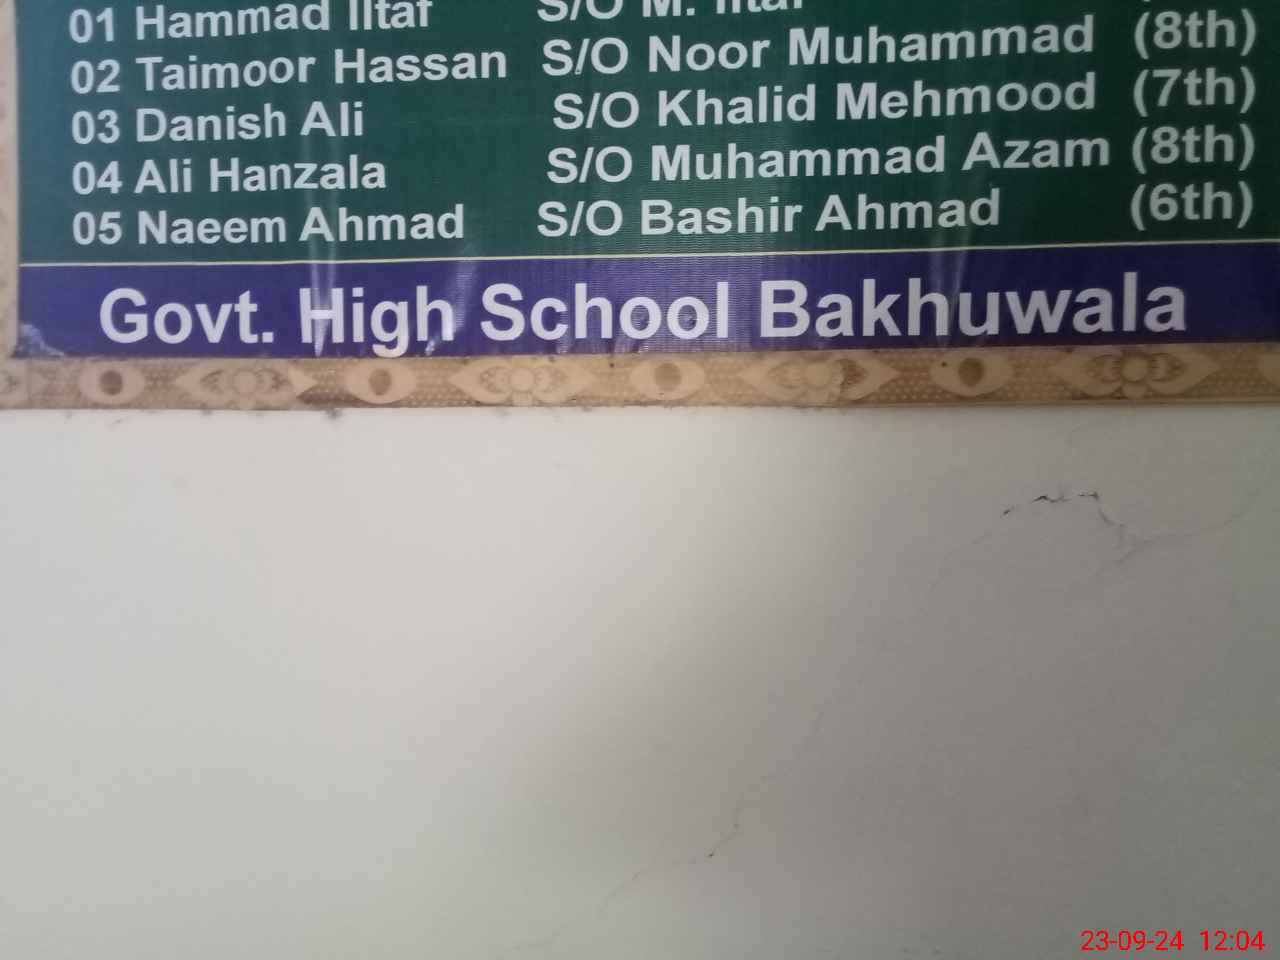 01 Hammad Iltaf S/O M. Iltaf
02 Taimoor Hassan S/O Noor Muhammad (8th)
03 Danish Ali S/O Khalid Mehmood (7th)
04 Ali Hanzala S/O Muhammad Azam (8th)
05 Naeem Ahmad S/O Bashir Ahmad (6th)
Govt. High School Bakhuwala
23-09-24 12:04